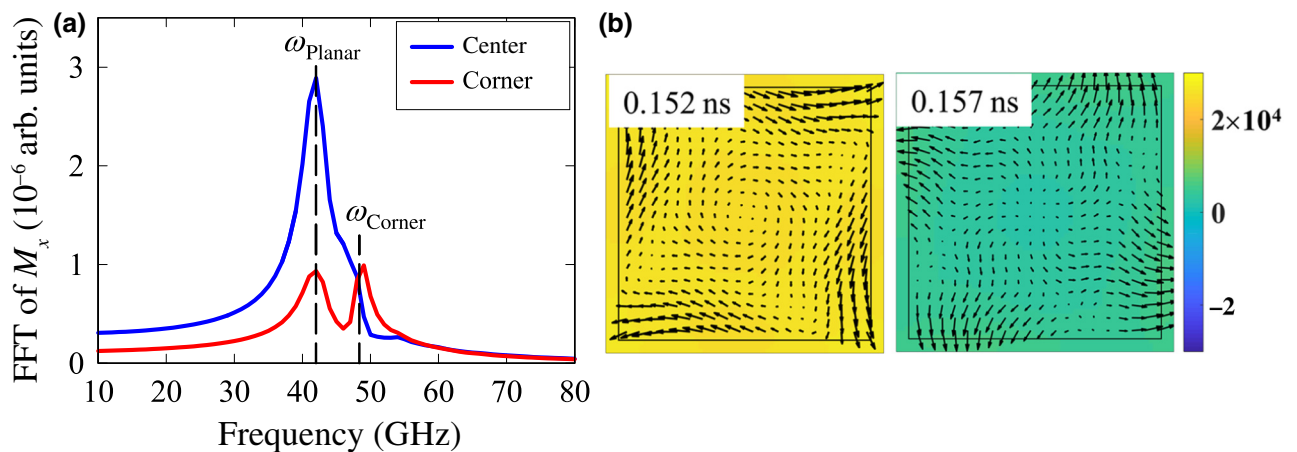 (a)
FFT of Mx (10⁻⁶ arb. units)
3
2
1
0
ωPlanar
ωCorner
Center
Corner
10 20 30 40 50 60 70 80
Frequency (GHz)
(b)
0.152 ns
0.157 ns
2×10⁴
0
−2